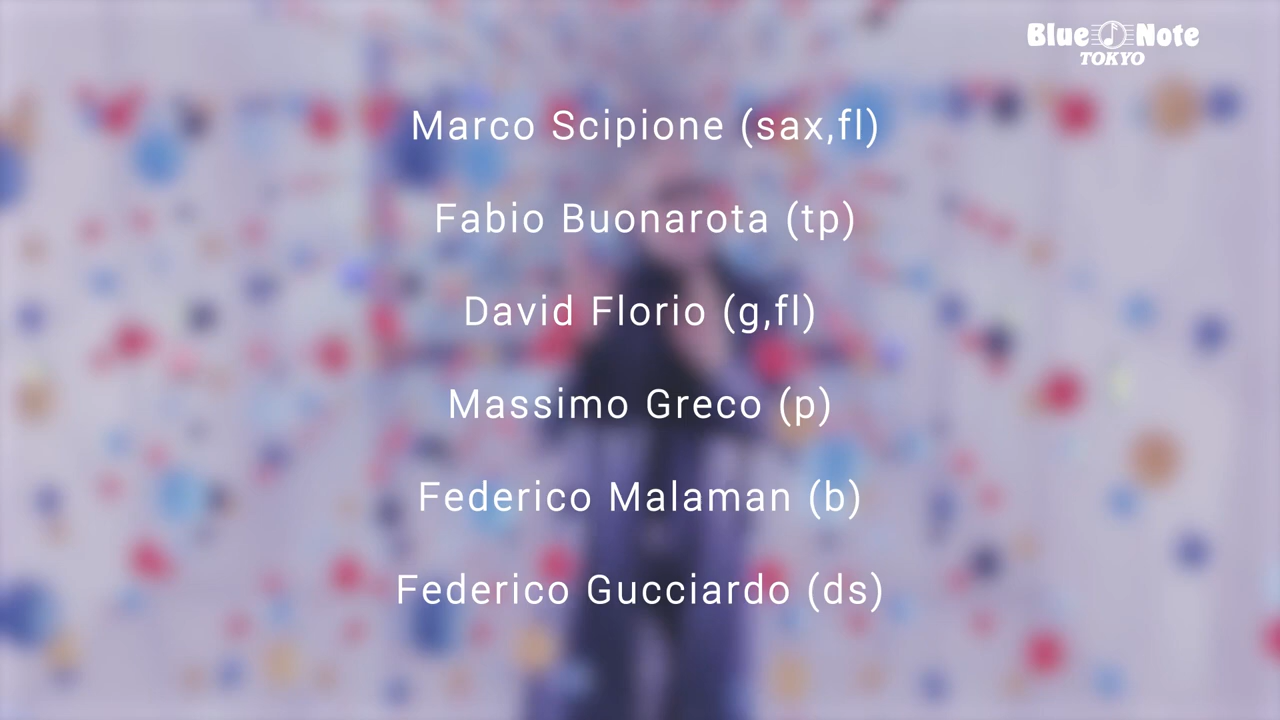 Blue Note
TOKYO
Marco Scipione (sax,fl)
Fabio Buonarota (tp)
David Florio (g,fl)
Massimo Greco (p)
Federico Malaman (b)
Federico Gucciardo (ds)